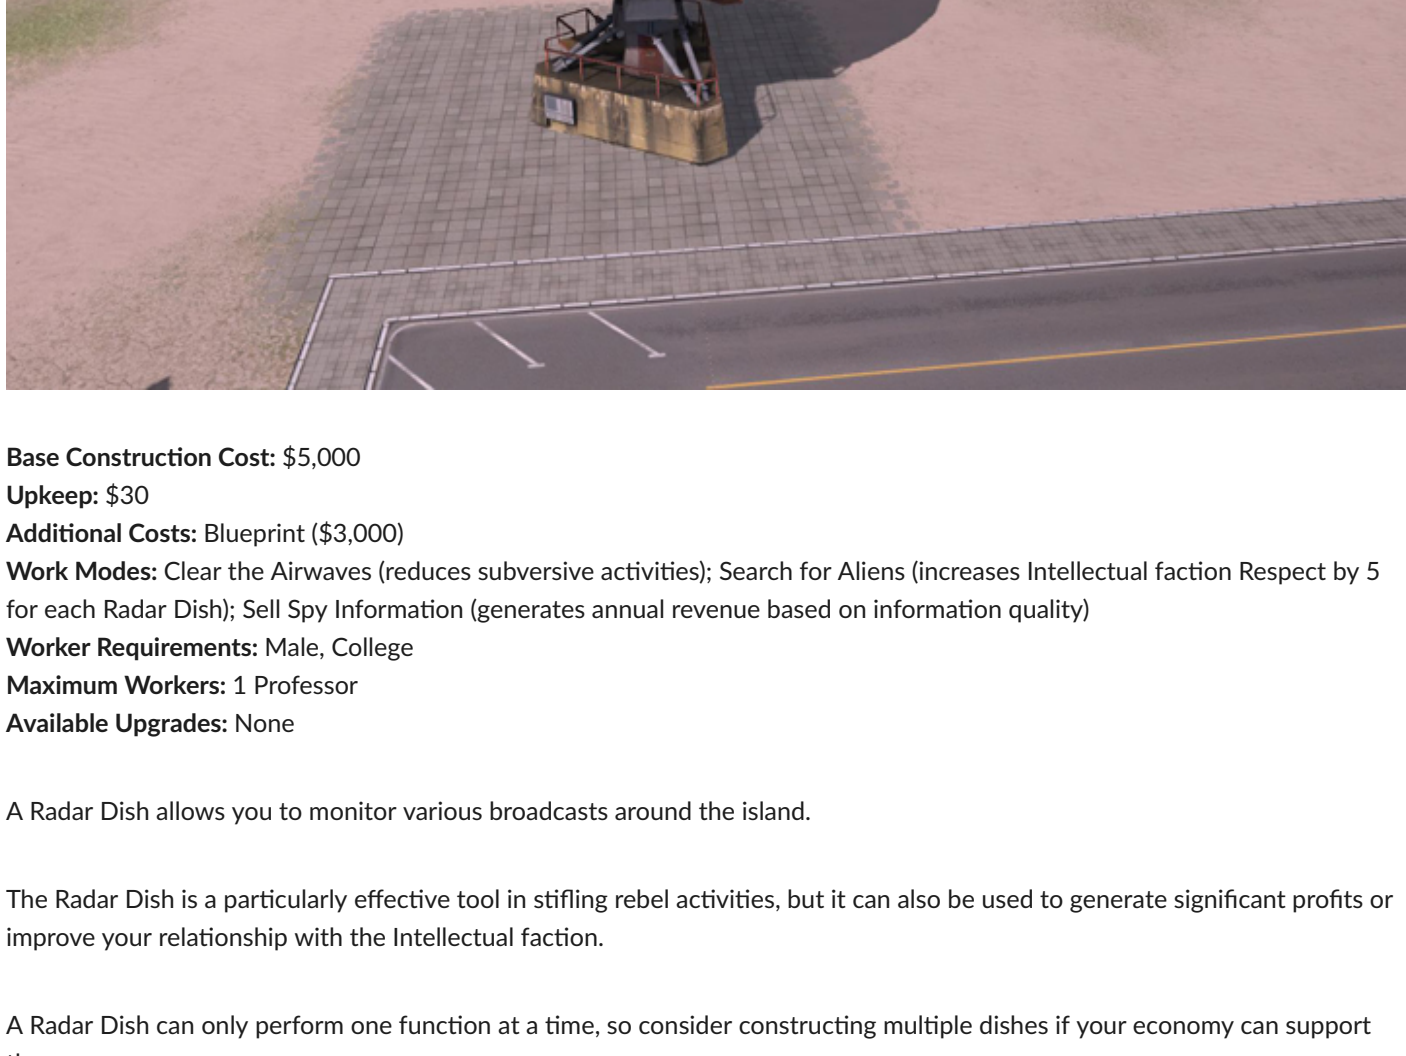 Base Construction Cost: $5,000
Upkeep: $30
Additional Costs: Blueprint ($3,000)
Work Modes: Clear the Airwaves (reduces subversive activities); Search for Aliens (increases Intellectual faction Respect by 5
for each Radar Dish); Sell Spy Information (generates annual revenue based on information quality)
Worker Requirements: Male, College
Maximum Workers: 1 Professor
Available Upgrades: None
A Radar Dish allows you to monitor various broadcasts around the island.
The Radar Dish is a particularly effective tool in stifling rebel activities, but it can also be used to generate significant profits or
improve your relationship with the Intellectual faction.
A Radar Dish can only perform one function at a time, so consider constructing multiple dishes if your economy can support